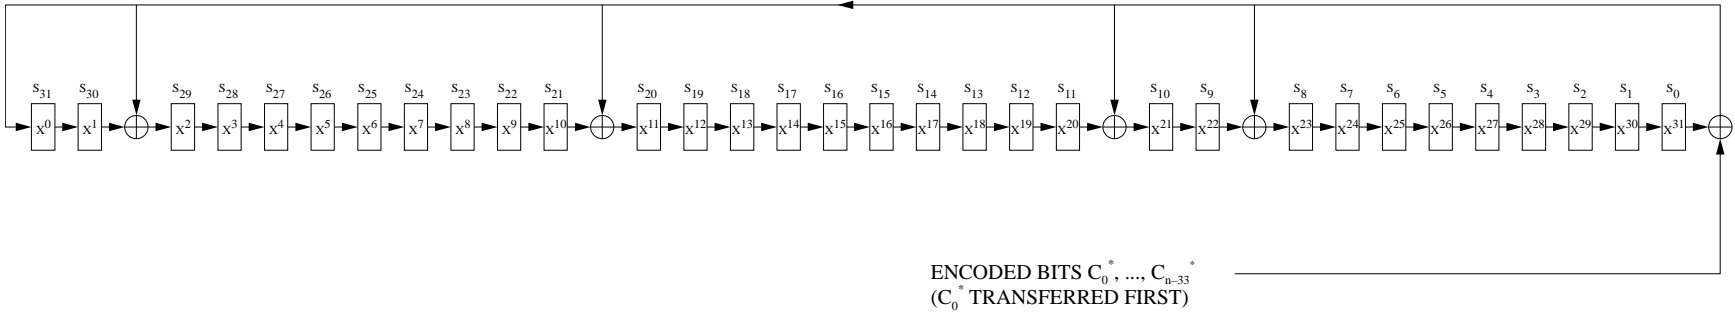 s31 s30 s29 s28 s27 s26 s25 s24 s23 s22 s21 s20 s19 s18 s17 s16 s15 s14 s13 s12 s11 s10 s9 s8 s7 s6 s5 s4 s3 s2 s1 s0
x0 x1 x2 x3 x4 x5 x6 x7 x8 x9 x10 x11 x12 x13 x14 x15 x16 x17 x18 x19 x20 x21 x22 x23 x24 x25 x26 x27 x28 x29 x30 x31
ENCODED BITS C0*, ..., Cn–33*
(C0* TRANSFERRED FIRST)